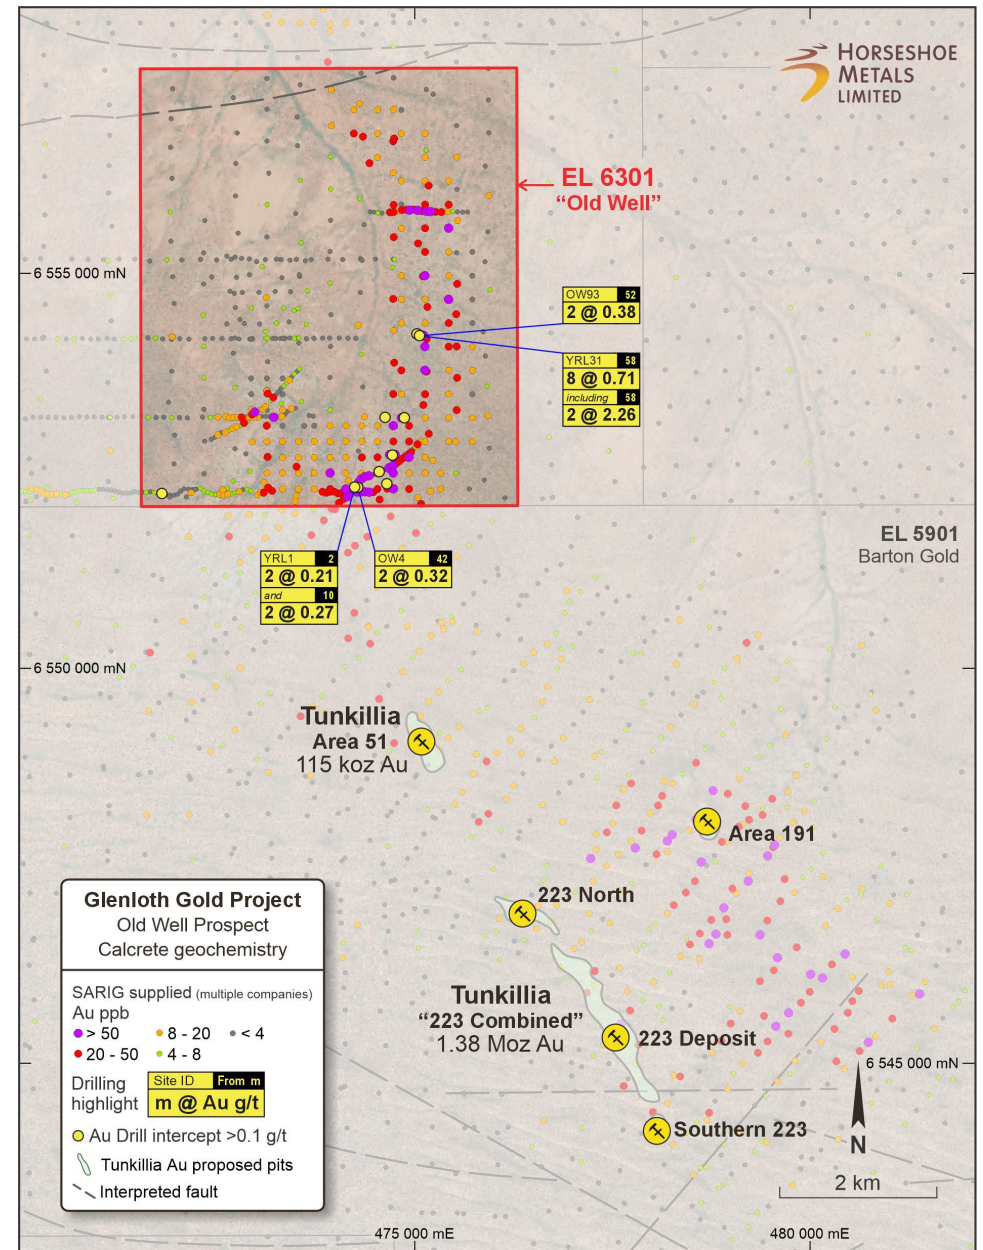 HORSESHOE
METALS
LIMITED
EL 6301
“Old Well”
6 555 000 mN
OW93 52
2 @ 0.38
YRL31 58
8 @ 0.71
including 58
2 @ 2.26
EL 5901
Barton Gold
YRL1 2
2 @ 0.21
and 10
2 @ 0.27
OW4 42
2 @ 0.32
6 550 000 mN
Tunkillia
Area 51
115 koz Au
Area 191
223 North
Tunkillia
“223 Combined”
1.38 Moz Au
223 Deposit
Southern 223
6 545 000 mN
N
2 km
475 000 mE
480 000 mE
Glenloth Gold Project
Old Well Prospect
Calcrete geochemistry
SARIG supplied (multiple companies)
Au ppb
> 50 8 - 20 < 4
20 - 50 4 - 8
Drilling
highlight
Site ID From m
m @ Au g/t
Au Drill intercept >0.1 g/t
Tunkillia Au proposed pits
Interpreted fault